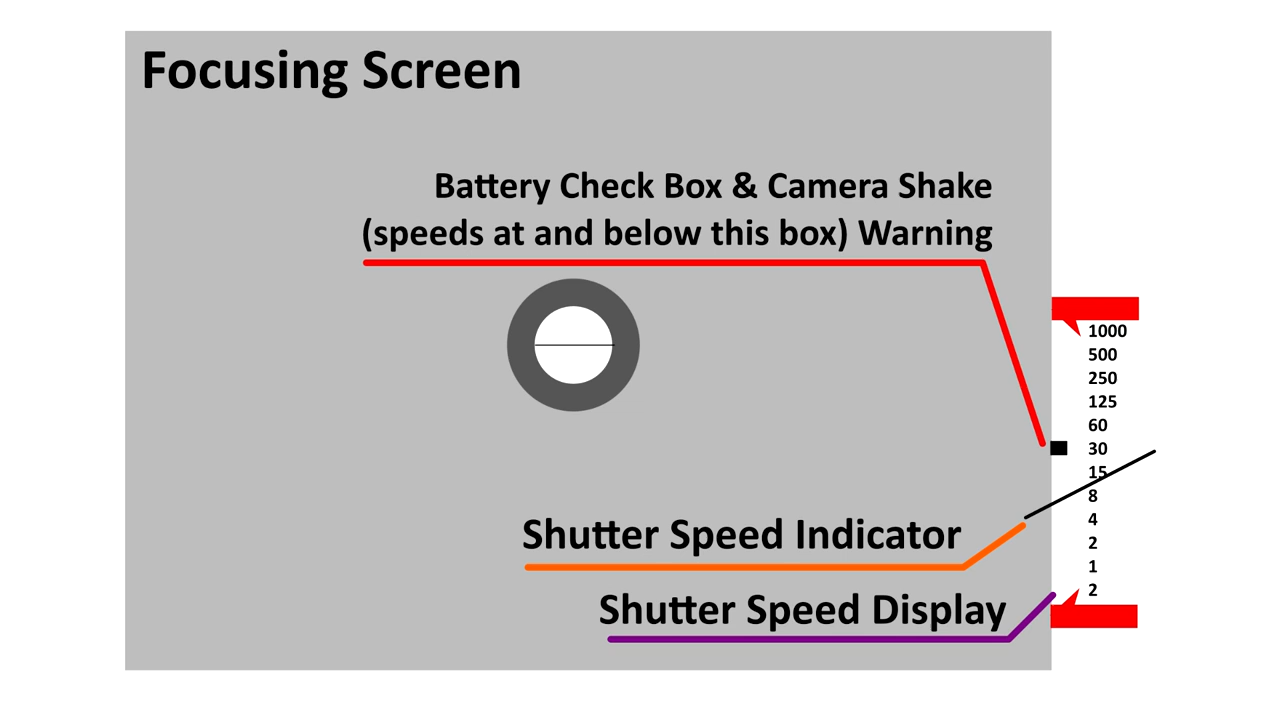 Focusing Screen
Battery Check Box & Camera Shake
(speeds at and below this box) Warning
1000
500
250
125
60
30
15
8
4
2
1
2
Shutter Speed Indicator
Shutter Speed Display